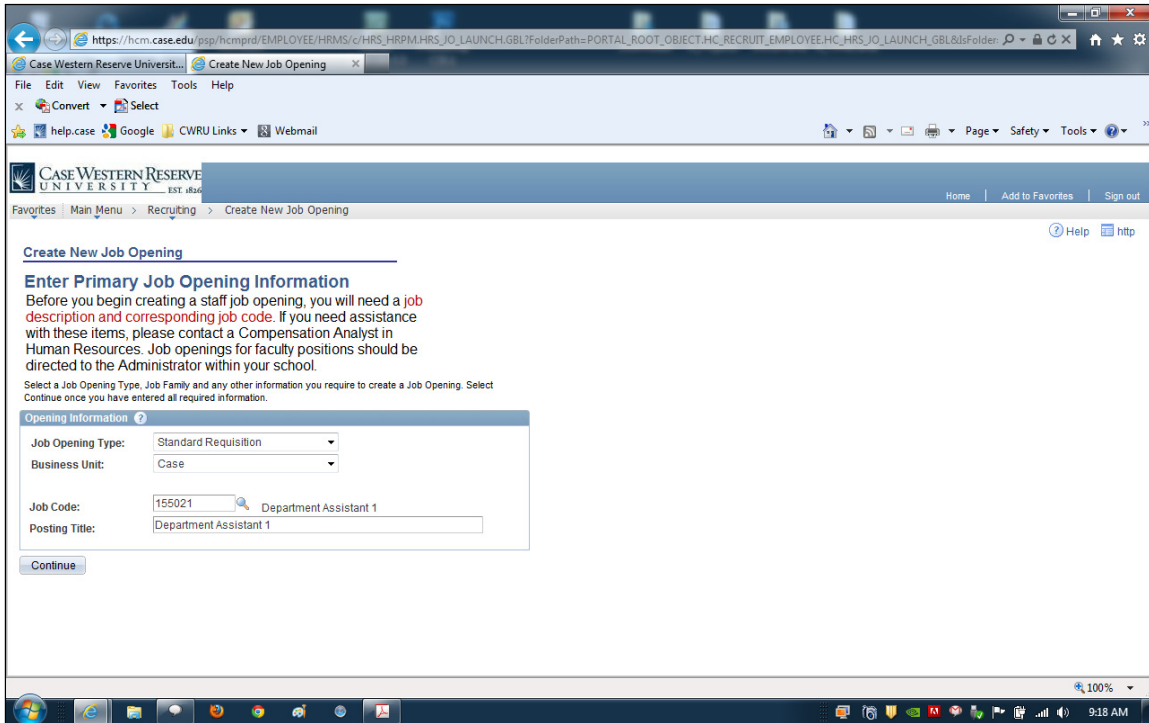 https://hcm.case.edu/psp/hcmprd/EMPLOYEE/HRMS/c/HRS_HRPM.HRS_JO_LAUNCH.GBL?FolderPath=PORTAL_ROOT_OBJECT.HC_RECRUIT_EMPLOYEE.HC_HRS_JO_LAUNCH_GBL&IsFolder:
Case Western Reserve Universit... Create New Job Opening
File Edit View Favorites Tools Help
Convert Select
help.case Google CWRU Links Webmail Page Safety Tools
CASE WESTERN RESERVE
UNIVERSITY EST. 1826
Home | Add to Favorites | Sign out
Favorites Main Menu > Recruiting > Create New Job Opening
Help http
Create New Job Opening
Enter Primary Job Opening Information
Before you begin creating a staff job opening, you will need a job
description and corresponding job code. If you need assistance
with these items, please contact a Compensation Analyst in
Human Resources. Job openings for faculty positions should be
directed to the Administrator within your school.
Select a Job Opening Type, Job Family and any other information you require to create a Job Opening. Select
Continue once you have entered all required information.
Opening Information
Job Opening Type: Standard Requisition
Business Unit: Case
Job Code: 155021 Department Assistant 1
Posting Title: Department Assistant 1
Continue
100%
9:18 AM